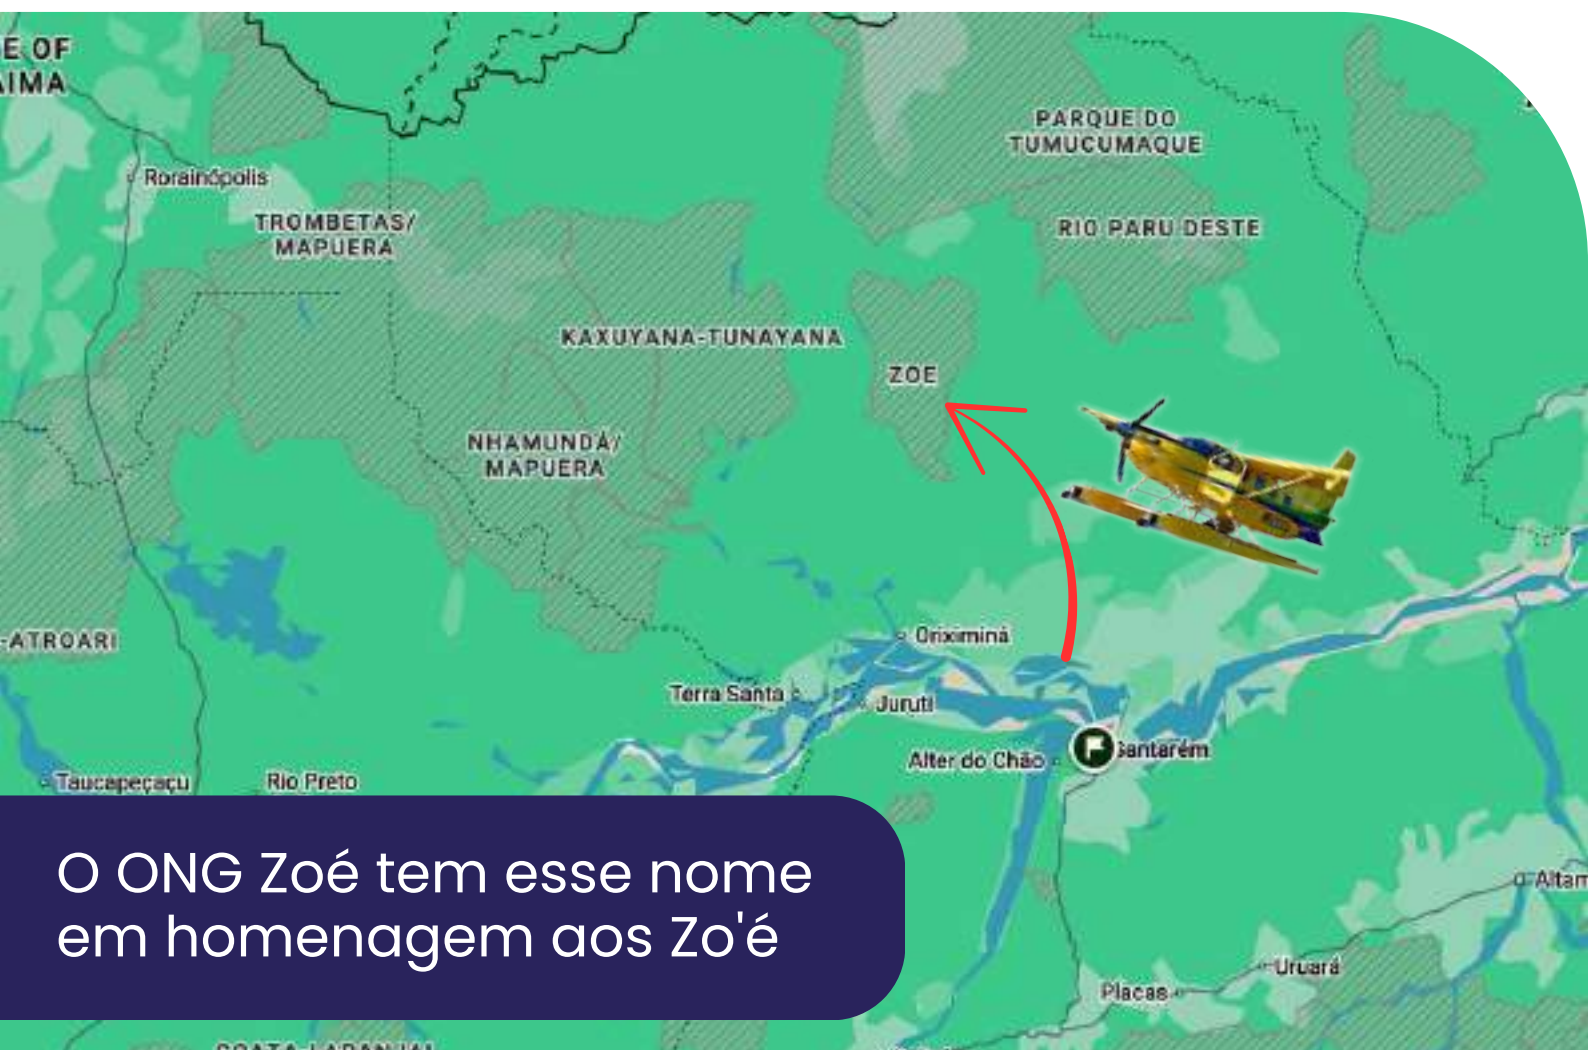 E OF
AIMA
PARQUE DO
TUMUCUMAQUE
Rorainópolis
TROMBETAS/
MAPUERA
RIO PARU DESTE
KAXUYANA-TUNAYANA
ZOE
NHAMUNDÁ/
MAPUERA
-ATROARI
Oriximiná
Terra Santa
Juruti
Santarém
Alter do Chão
Taucapeçaçu
Rio Preto
O ONG Zoé tem esse nome
em homenagem aos Zo'é
Altam
Uruará
Placas